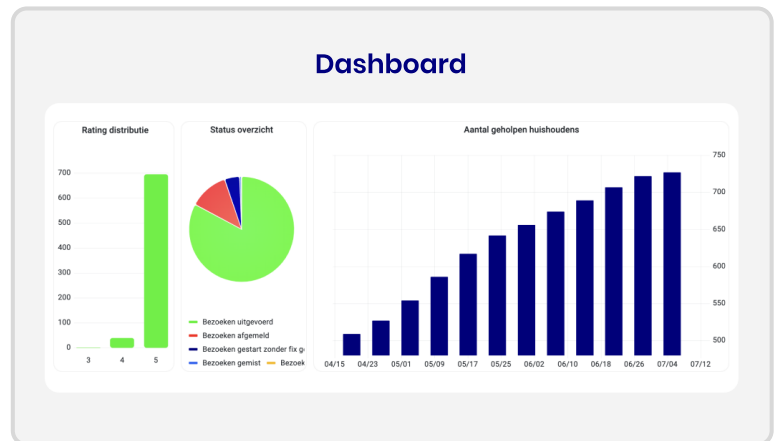 Dashboard
Rating distributie
700
600
500
400
300
200
100
0
3 4 5
Status overzicht
Bezoeken uitgevoerd
Bezoeken afgemeld
Bezoeken gestart zonder fix
Bezoeken gemist Bezoek
Aantal geholpen huishoudens
750
700
650
600
550
500
04/15 04/23 05/01 05/09 05/17 05/25 06/02 06/10 06/18 06/26 07/04 07/12